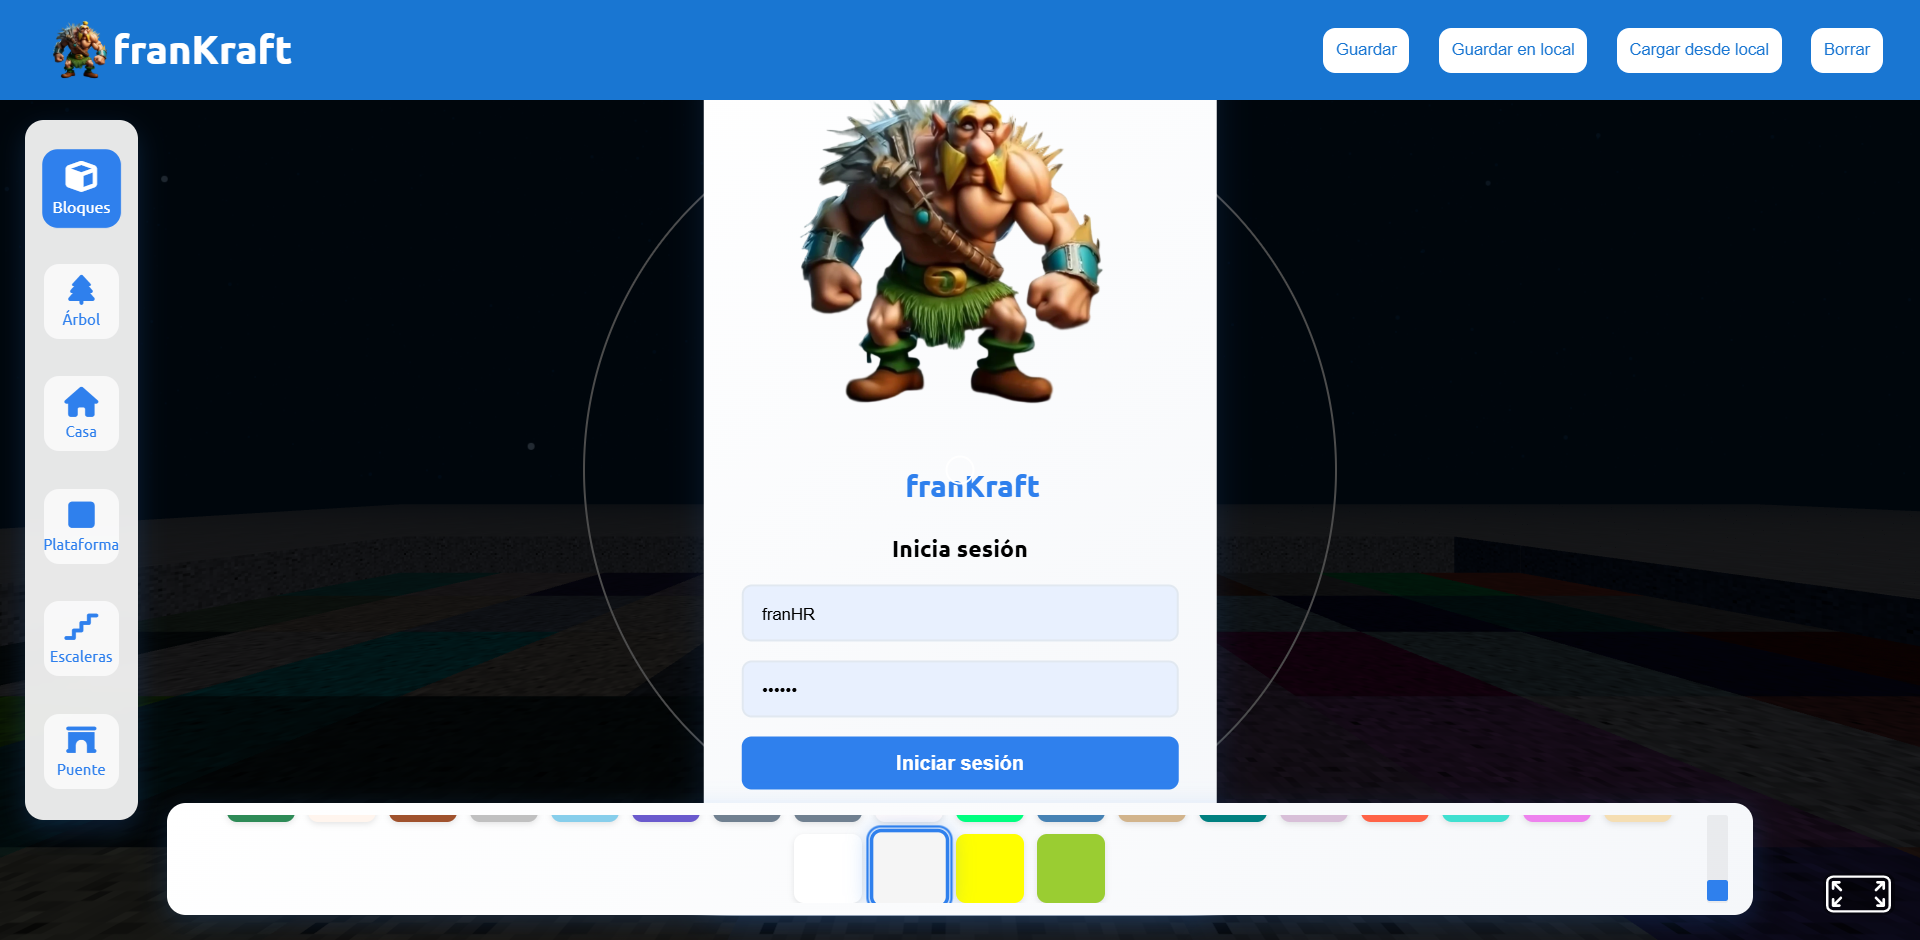 franKraft
Guardar
Guardar en local
Cargar desde local
Borrar
Bloques
Árbol
Casa
Plataforma
Escaleras
Puente
franKraft
Inicia sesión
franHR
••••••
Iniciar sesión